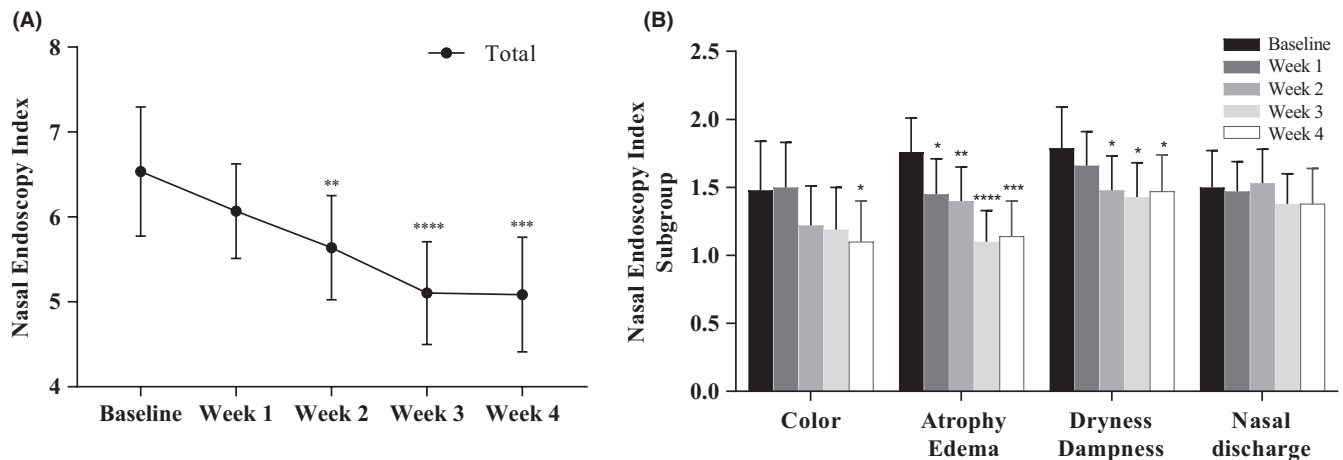 (A)
8
7
6
5
4
Nasal Endoscopy Index
Total
**
****
***
Baseline Week 1 Week 2 Week 3 Week 4
(B)
2.5
2.0
1.5
1.0
0.5
0.0
Nasal Endoscopy Index
Subgroup
Baseline
Week 1
Week 2
Week 3
Week 4
*
*
**
****
***
*
*
*
Color
Atrophy
Edema
Dryness
Dampness
Nasal
discharge